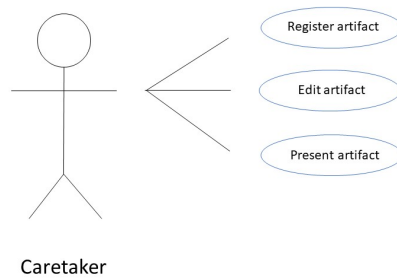 Register artifact
Edit artifact
Present artifact
Caretaker